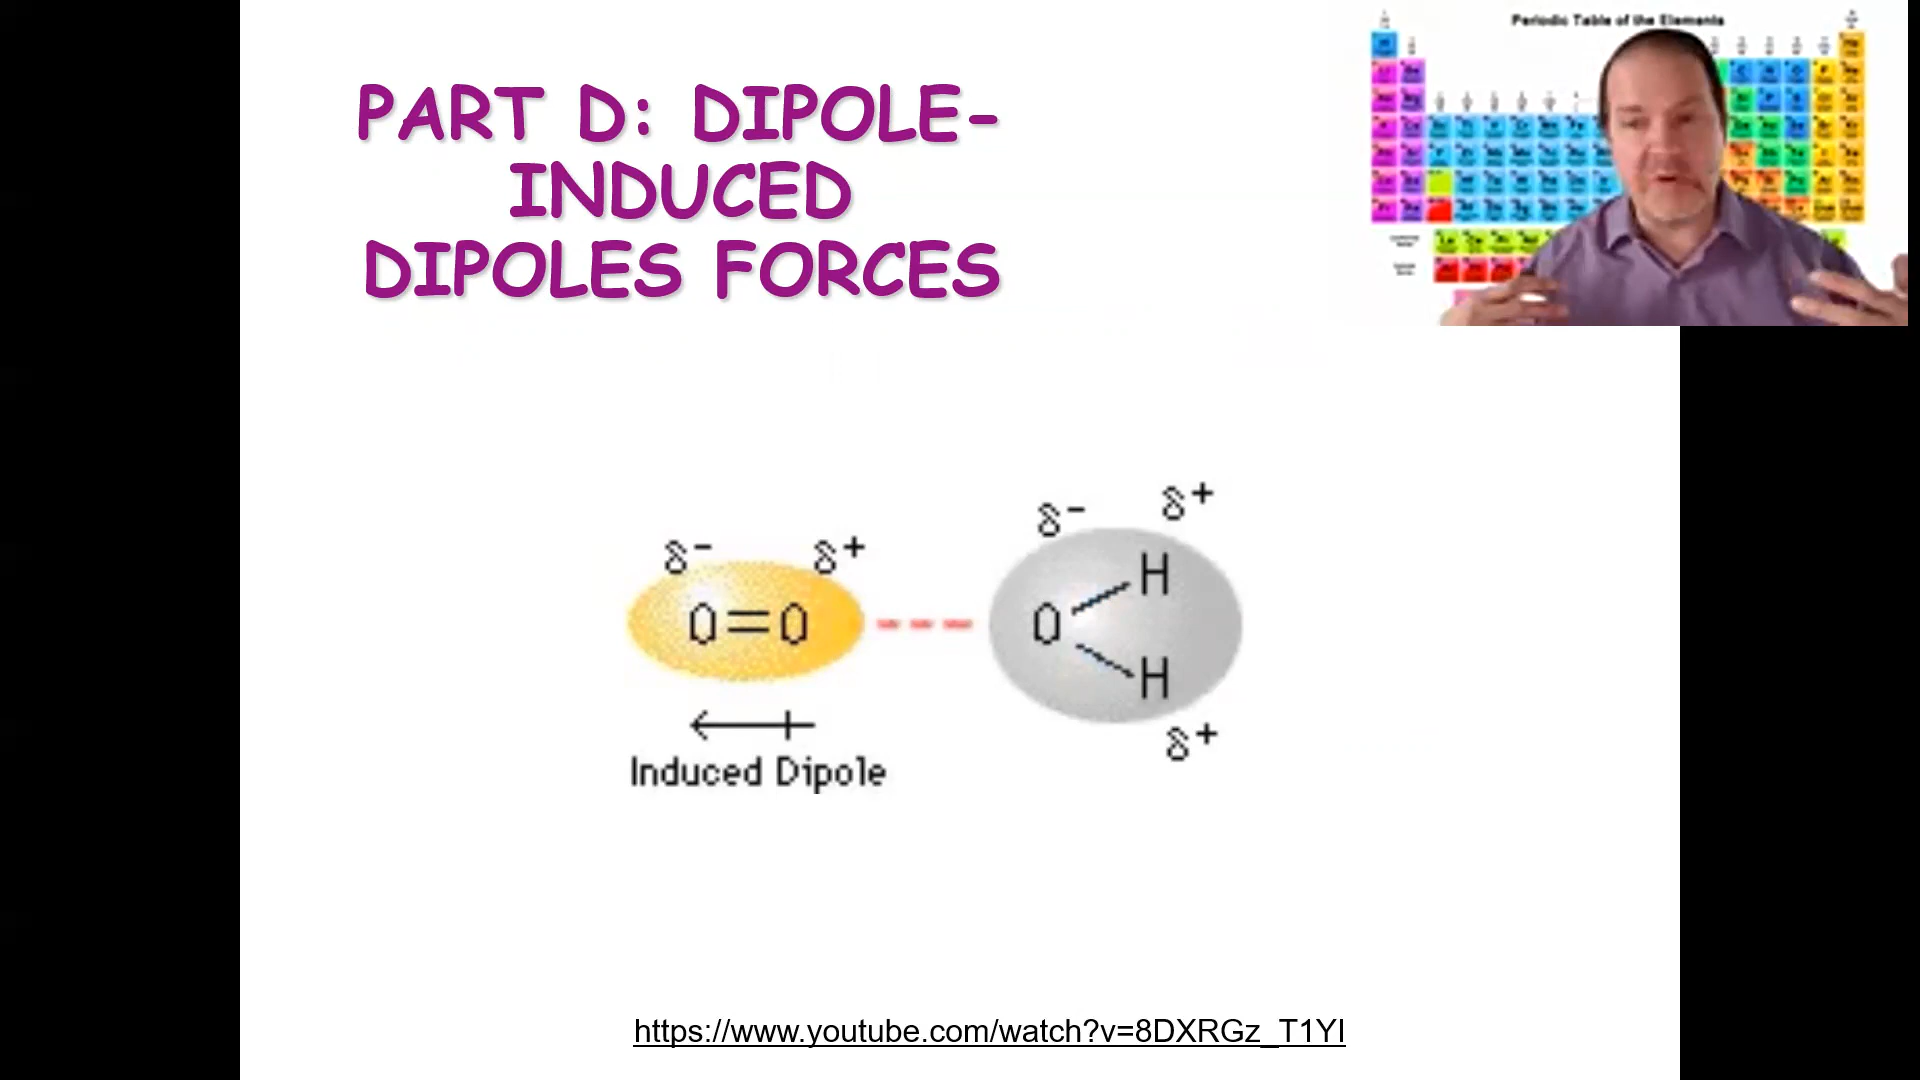 Periodic Table of the Elements
PART D: DIPOLE-
INDUCED
DIPOLES FORCES
δ- δ+
O=O
Induced Dipole
δ- δ+
H
O
H
δ+
https://www.youtube.com/watch?v=8DXRGz_T1YI